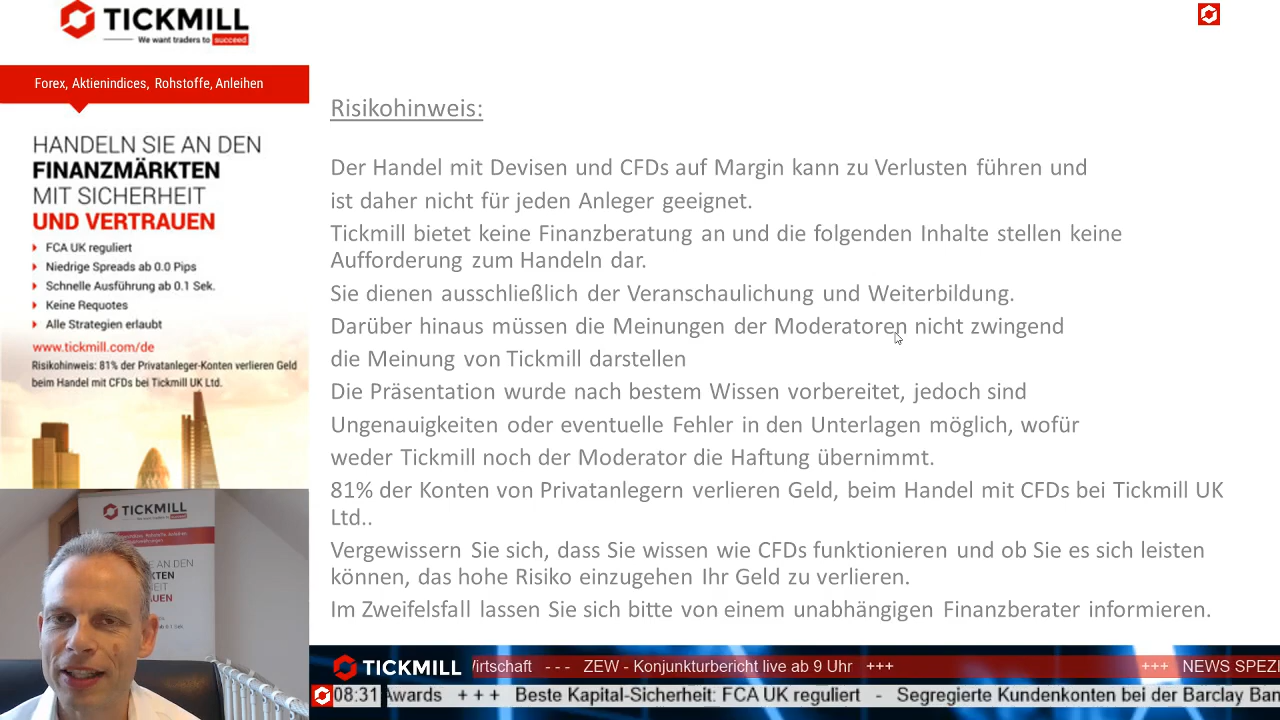 TICKMILL
We want traders to succeed
Forex, Aktienindices, Rohstoffe, Anleihen
HANDELN SIE AN DEN
FINANZMÄRKTEN
MIT SICHERHEIT
UND VERTRAUEN
FCA UK reguliert
Niedrige Spreads ab 0.0 Pips
Schnelle Ausführung ab 0.1 Sek.
Keine Requotes
Alle Strategien erlaubt
www.tickmill.com/de
Risikohinweis: 81% der Privatanleger-Konten verlieren Geld
beim Handel mit CFDs bei Tickmill UK Ltd.
TICKMILL
Risikohinweis:
Der Handel mit Devisen und CFDs auf Margin kann zu Verlusten führen und
ist daher nicht für jeden Anleger geeignet.
Tickmill bietet keine Finanzberatung an und die folgenden Inhalte stellen keine
Aufforderung zum Handeln dar.
Sie dienen ausschließlich der Veranschaulichung und Weiterbildung.
Darüber hinaus müssen die Meinungen der Moderatoren nicht zwingend
die Meinung von Tickmill darstellen
Die Präsentation wurde nach bestem Wissen vorbereitet, jedoch sind
Ungenauigkeiten oder eventuelle Fehler in den Unterlagen möglich, wofür
weder Tickmill noch der Moderator die Haftung übernimmt.
81% der Konten von Privatanlegern verlieren Geld, beim Handel mit CFDs bei Tickmill UK
Ltd..
Vergewissern Sie sich, dass Sie wissen wie CFDs funktionieren und ob Sie es sich leisten
können, das hohe Risiko einzugehen Ihr Geld zu verlieren.
Im Zweifelsfall lassen Sie sich bitte von einem unabhängigen Finanzberater informieren.
TICKMILL irtschaft --- ZEW - Konjunkturbericht live ab 9 Uhr +++ +++ NEWS SPEZI
08:31 Awards + + + Beste Kapital-Sicherheit: FCA UK reguliert - Segregierte Kundenkonten bei der Barclay Ban